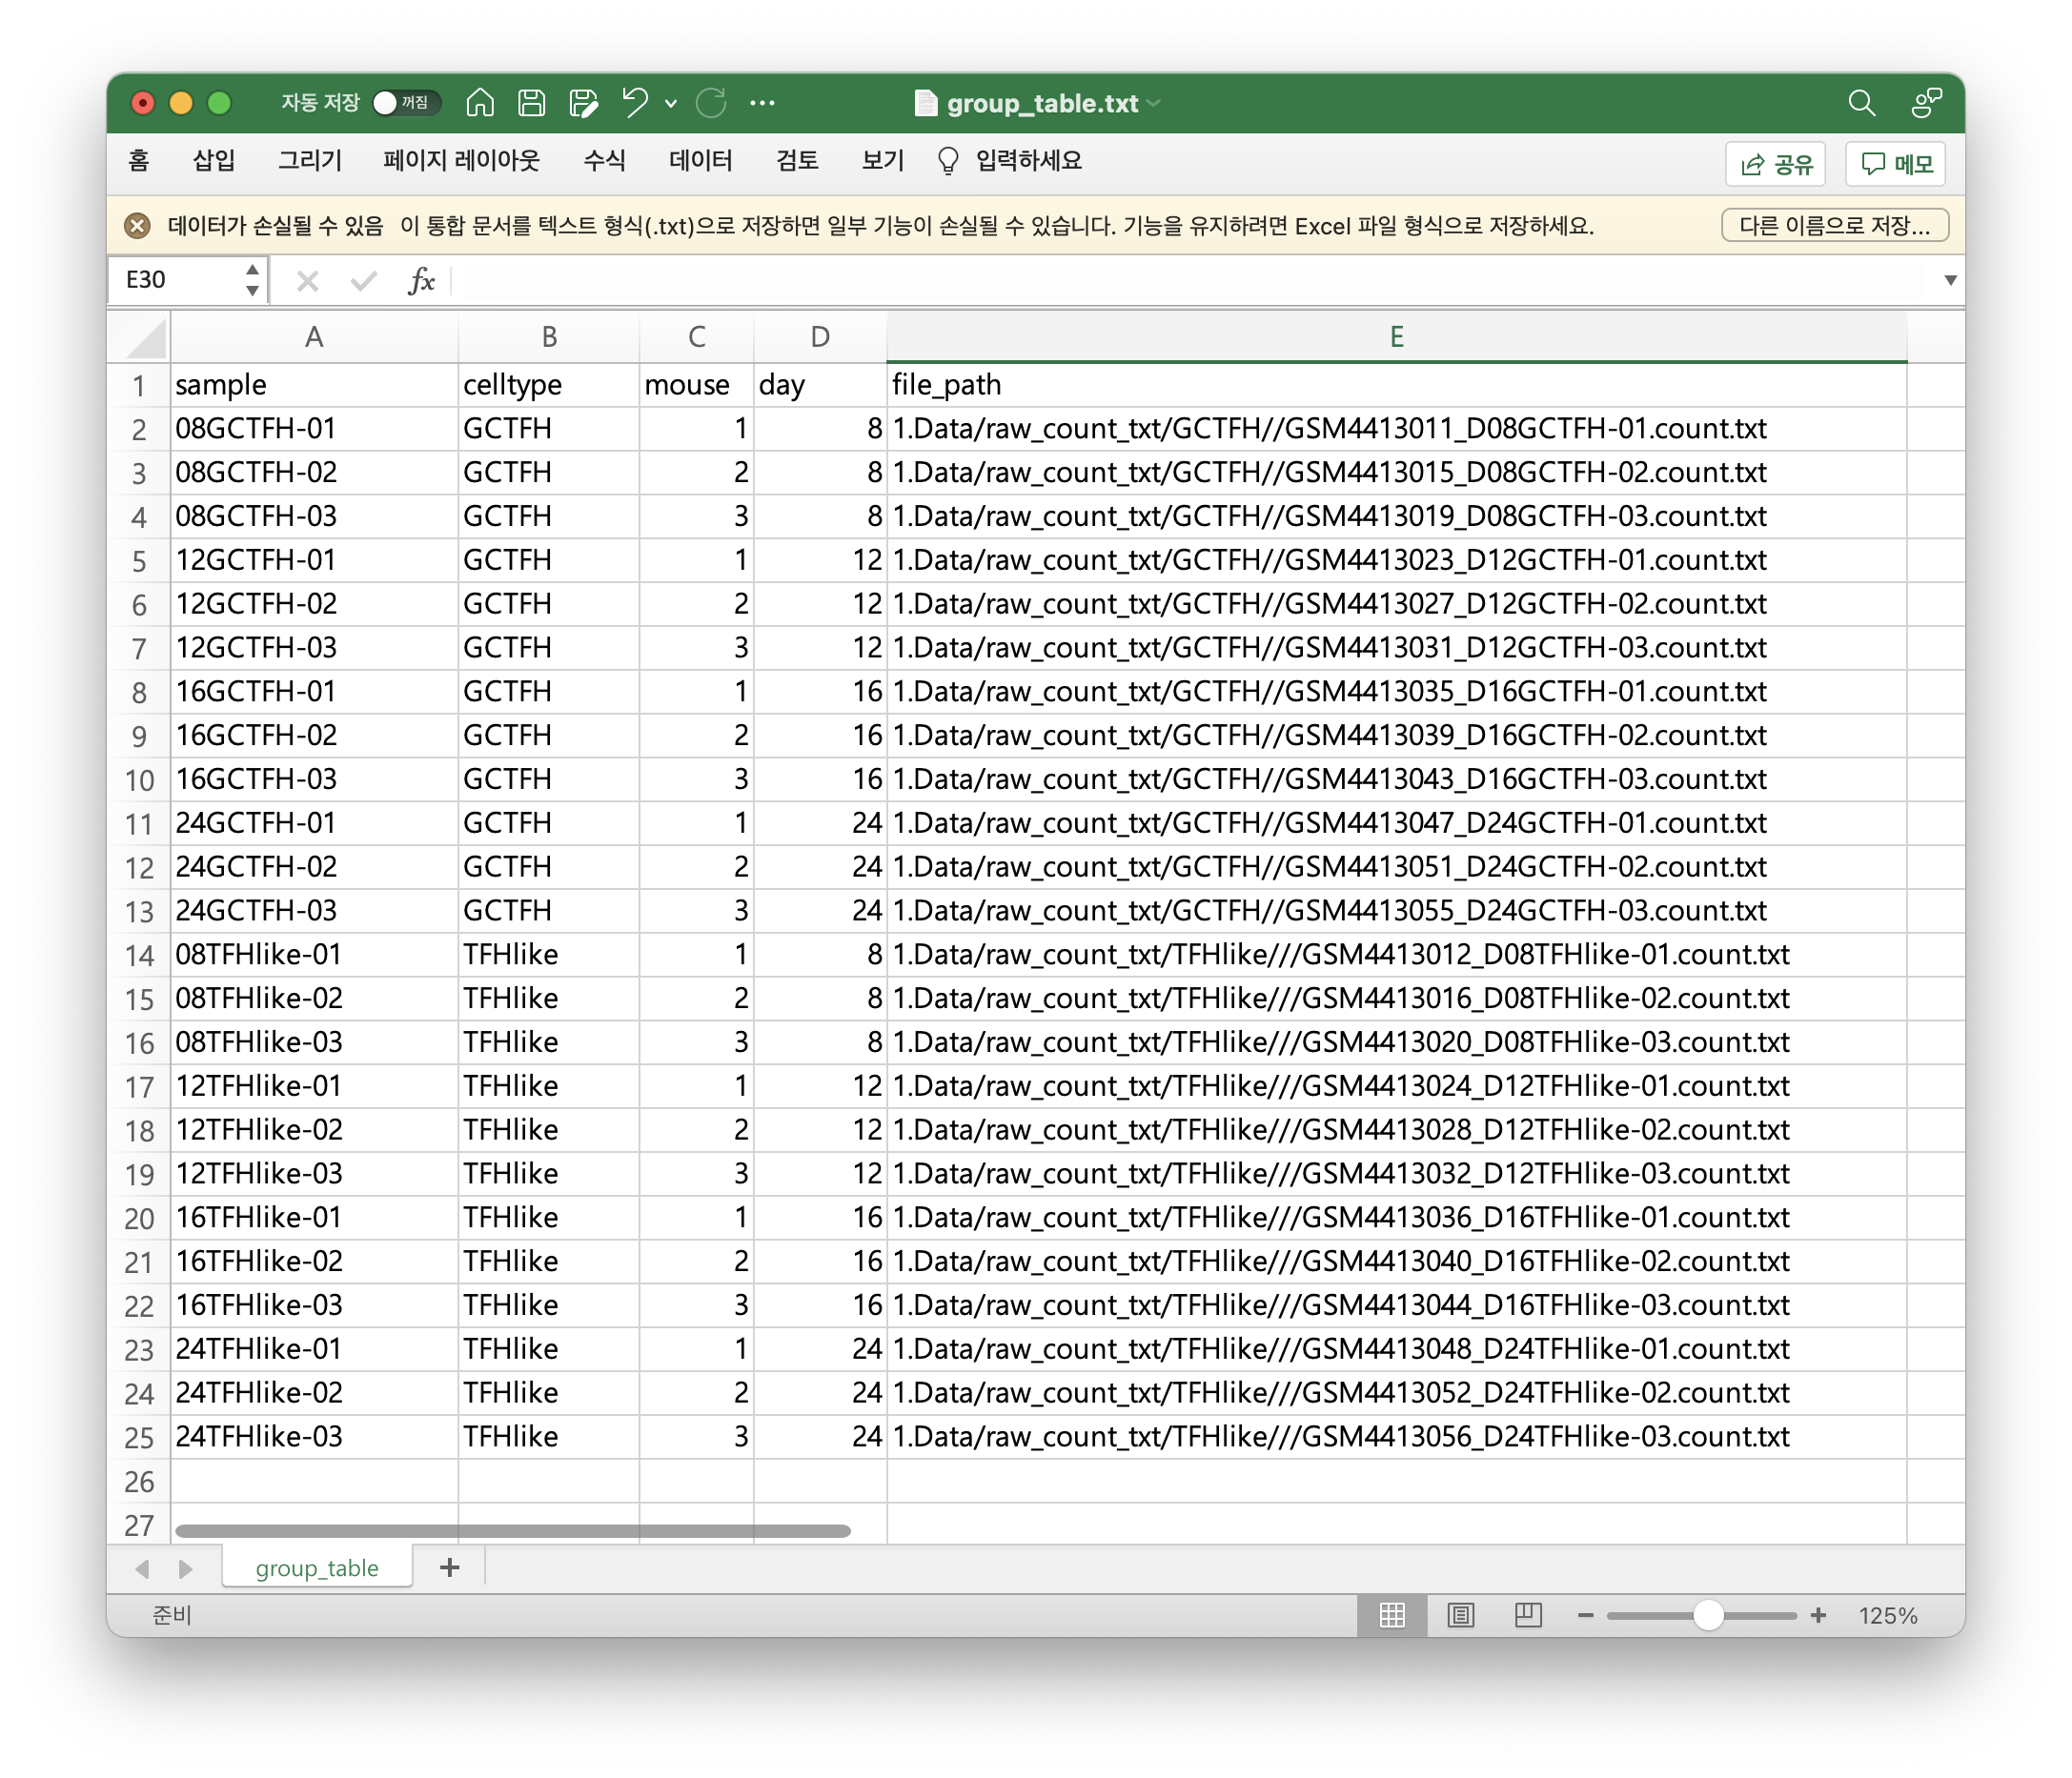 자동 저장 꺼짐 group_table.txt
홈 삽입 그리기 페이지 레이아웃 수식 데이터 검토 보기 입력하세요 공유 메모
데이터가 손실될 수 있음 이 통합 문서를 텍스트 형식(.txt)으로 저장하면 일부 기능이 손실될 수 있습니다. 기능을 유지하려면 Excel 파일 형식으로 저장하세요. 다른 이름으로 저장...
E30 fx
A B C D E
1 sample celltype mouse day file_path
2 08GCTFH-01 GCTFH 1 8 1.Data/raw_count_txt/GCTFH//GSM4413011_D08GCTFH-01.count.txt
3 08GCTFH-02 GCTFH 2 8 1.Data/raw_count_txt/GCTFH//GSM4413015_D08GCTFH-02.count.txt
4 08GCTFH-03 GCTFH 3 8 1.Data/raw_count_txt/GCTFH//GSM4413019_D08GCTFH-03.count.txt
5 12GCTFH-01 GCTFH 1 12 1.Data/raw_count_txt/GCTFH//GSM4413023_D12GCTFH-01.count.txt
6 12GCTFH-02 GCTFH 2 12 1.Data/raw_count_txt/GCTFH//GSM4413027_D12GCTFH-02.count.txt
7 12GCTFH-03 GCTFH 3 12 1.Data/raw_count_txt/GCTFH//GSM4413031_D12GCTFH-03.count.txt
8 16GCTFH-01 GCTFH 1 16 1.Data/raw_count_txt/GCTFH//GSM4413035_D16GCTFH-01.count.txt
9 16GCTFH-02 GCTFH 2 16 1.Data/raw_count_txt/GCTFH//GSM4413039_D16GCTFH-02.count.txt
10 16GCTFH-03 GCTFH 3 16 1.Data/raw_count_txt/GCTFH//GSM4413043_D16GCTFH-03.count.txt
11 24GCTFH-01 GCTFH 1 24 1.Data/raw_count_txt/GCTFH//GSM4413047_D24GCTFH-01.count.txt
12 24GCTFH-02 GCTFH 2 24 1.Data/raw_count_txt/GCTFH//GSM4413051_D24GCTFH-02.count.txt
13 24GCTFH-03 GCTFH 3 24 1.Data/raw_count_txt/GCTFH//GSM4413055_D24GCTFH-03.count.txt
14 08TFHlike-01 TFHlike 1 8 1.Data/raw_count_txt/TFHlike///GSM4413012_D08TFHlike-01.count.txt
15 08TFHlike-02 TFHlike 2 8 1.Data/raw_count_txt/TFHlike///GSM4413016_D08TFHlike-02.count.txt
16 08TFHlike-03 TFHlike 3 8 1.Data/raw_count_txt/TFHlike///GSM4413020_D08TFHlike-03.count.txt
17 12TFHlike-01 TFHlike 1 12 1.Data/raw_count_txt/TFHlike///GSM4413024_D12TFHlike-01.count.txt
18 12TFHlike-02 TFHlike 2 12 1.Data/raw_count_txt/TFHlike///GSM4413028_D12TFHlike-02.count.txt
19 12TFHlike-03 TFHlike 3 12 1.Data/raw_count_txt/TFHlike///GSM4413032_D12TFHlike-03.count.txt
20 16TFHlike-01 TFHlike 1 16 1.Data/raw_count_txt/TFHlike///GSM4413036_D16TFHlike-01.count.txt
21 16TFHlike-02 TFHlike 2 16 1.Data/raw_count_txt/TFHlike///GSM4413040_D16TFHlike-02.count.txt
22 16TFHlike-03 TFHlike 3 16 1.Data/raw_count_txt/TFHlike///GSM4413044_D16TFHlike-03.count.txt
23 24TFHlike-01 TFHlike 1 24 1.Data/raw_count_txt/TFHlike///GSM4413048_D24TFHlike-01.count.txt
24 24TFHlike-02 TFHlike 2 24 1.Data/raw_count_txt/TFHlike///GSM4413052_D24TFHlike-02.count.txt
25 24TFHlike-03 TFHlike 3 24 1.Data/raw_count_txt/TFHlike///GSM4413056_D24TFHlike-03.count.txt
26
27
group_table +
준비 125%